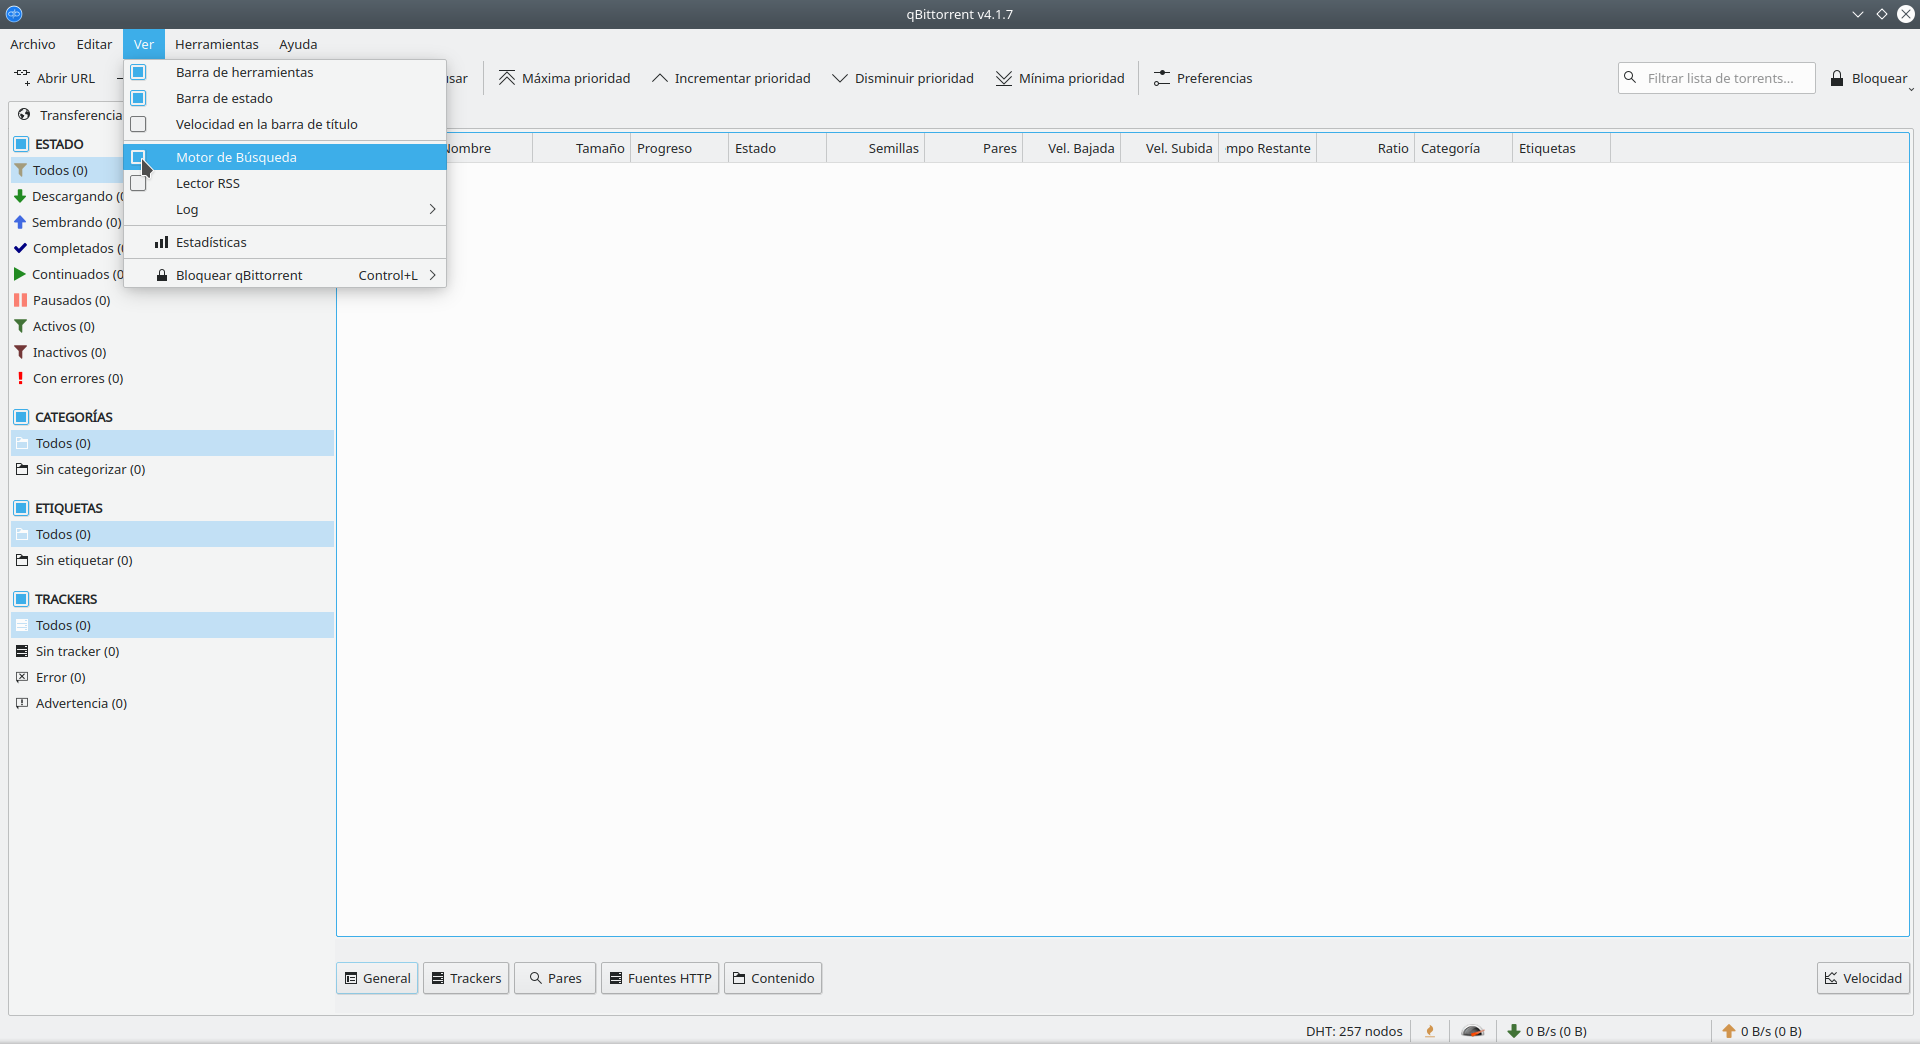 qBittorrent v4.1.7
Archivo Editar Ver Herramientas Ayuda
Abrir URL Máxima prioridad Incrementar prioridad Disminuir prioridad Mínima prioridad Preferencias Filtrar lista de torrents... Bloquear
Barra de herramientas
Barra de estado
Velocidad en la barra de título
Motor de Búsqueda
Lector RSS
Log
Estadísticas
Bloquear qBittorrent Control+L
Transferencia
ESTADO
Todos (0)
Descargando (0
Sembrando (0)
Completados (
Continuados (0
Pausados (0)
Activos (0)
Inactivos (0)
Con errores (0)
CATEGORÍAS
Todos (0)
Sin categorizar (0)
ETIQUETAS
Todos (0)
Sin etiquetar (0)
TRACKERS
Todos (0)
Sin tracker (0)
Error (0)
Advertencia (0)
Nombre Tamaño Progreso Estado Semillas Pares Vel. Bajada Vel. Subida mpo Restante Ratio Categoría Etiquetas
General Trackers Pares Fuentes HTTP Contenido Velocidad
DHT: 257 nodos 0 B/s (0 B) 0 B/s (0 B)